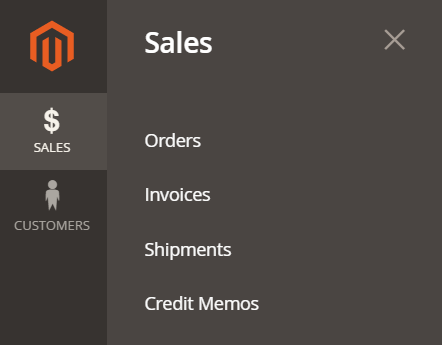 Sales
$
SALES
CUSTOMERS
Orders
Invoices
Shipments
Credit Memos